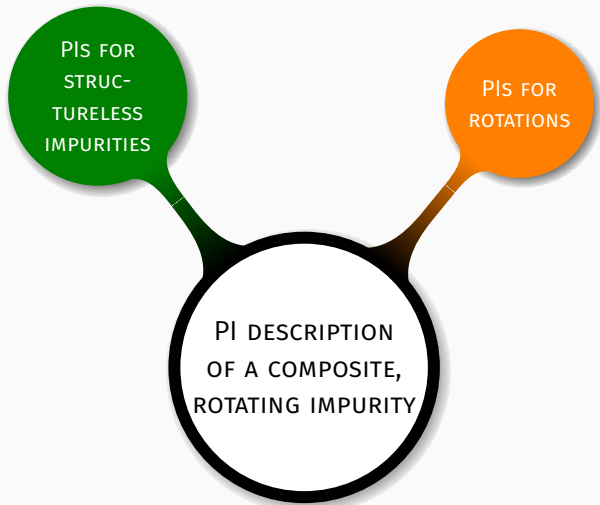 PIs for
struc-
tureless
impurities
PIs for
rotations
PI description
of a composite,
rotating impurity